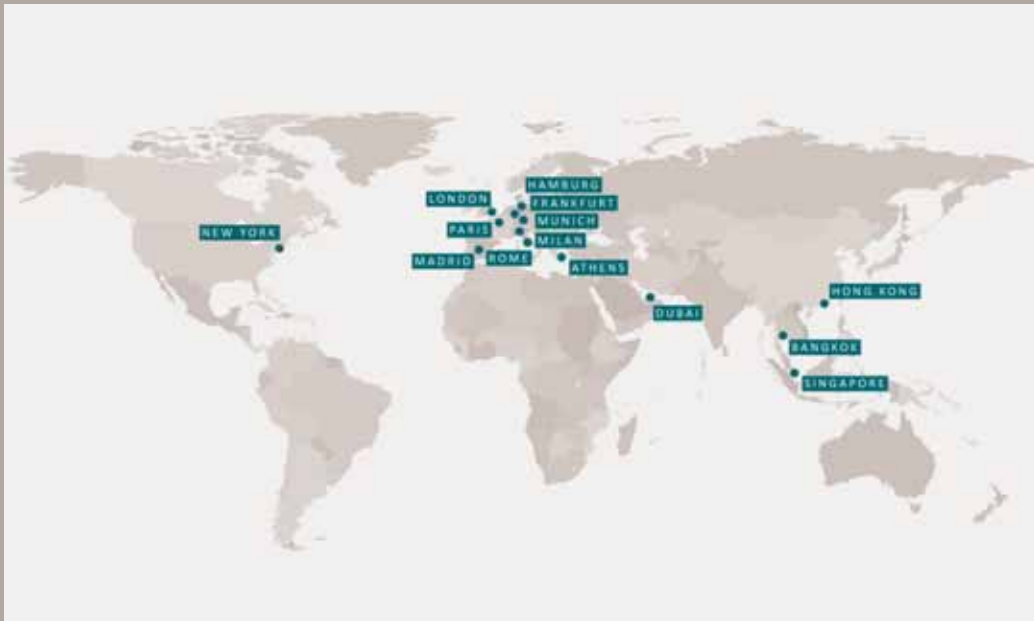 HAMBURG
LONDON
FRANKFURT
MUNICH
PARIS
NEW YORK
MILAN
MADRID
ROME
ATHENS
HONG KONG
DUBAI
BANGKOK
SINGAPORE